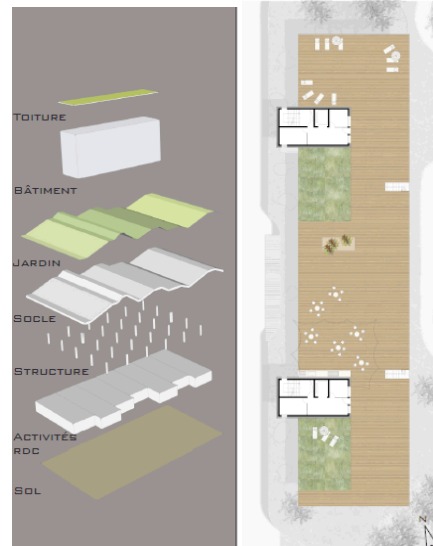 Toiture
Bâtiment
Jardin
Socle
Structure
Activités
RDC
Sol
N